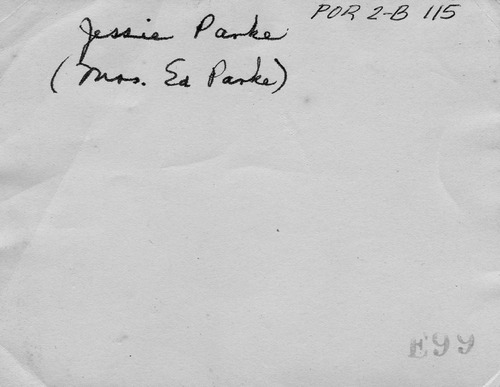 POR 2-B 115
Jessie Parke
(Mrs. Ed Parke)
E99